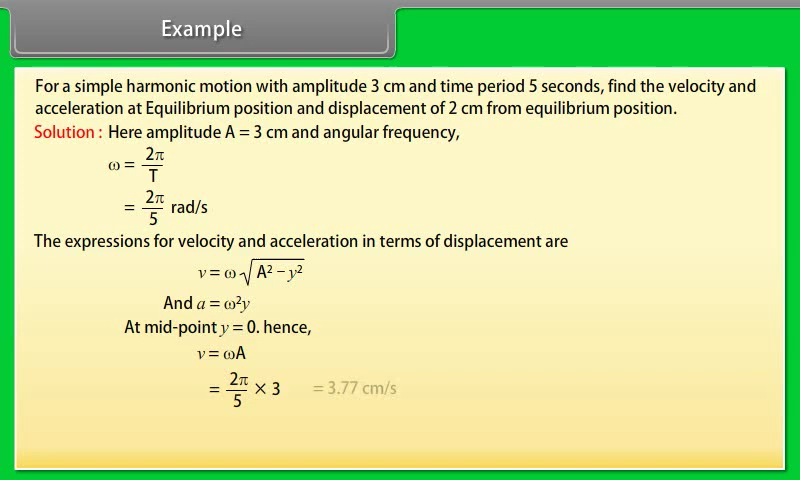 Example
For a simple harmonic motion with amplitude 3 cm and time period 5 seconds, find the velocity and
acceleration at Equilibrium position and displacement of 2 cm from equilibrium position.
Solution : Here amplitude A = 3 cm and angular frequency,
ω = 2π/T
= 2π/5 rad/s
The expressions for velocity and acceleration in terms of displacement are
v = ω√(A² – y²)
And a = ω²y
At mid-point y = 0. hence,
v = ωA
= 2π/5 × 3 = 3.77 cm/s